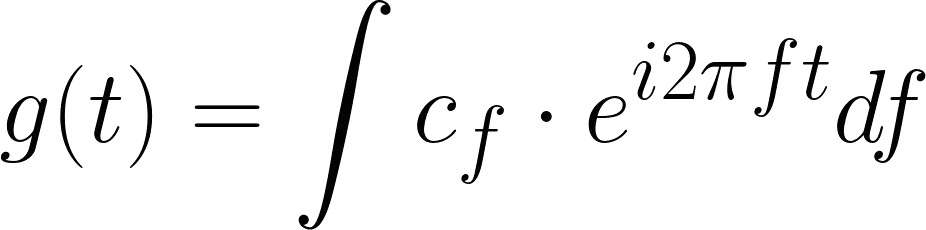 g(t) = ∫ c_f · e^{i2πft} df